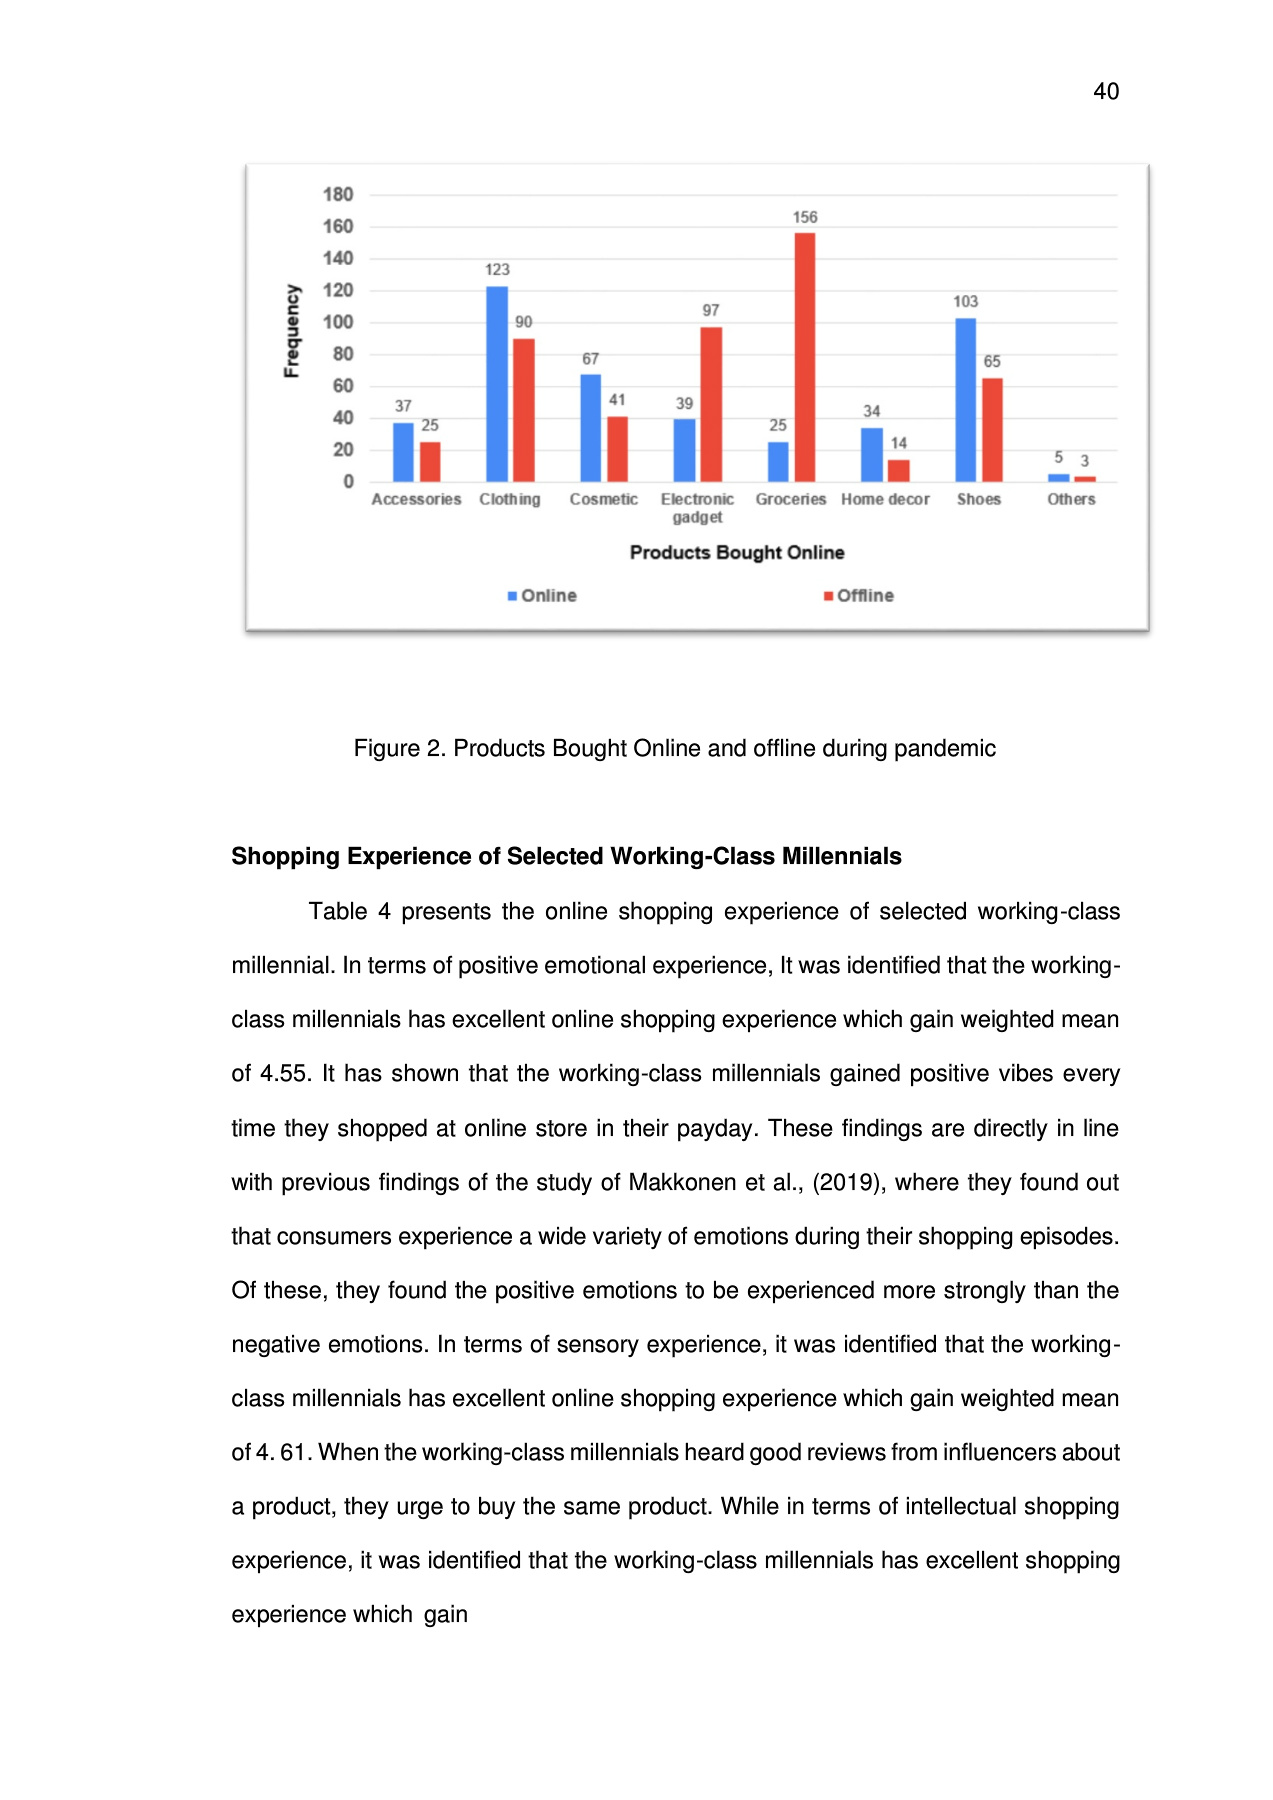 40
180
160
140
120
100
80
60
40
20
0
Frequency
37
25
123
90
67
41
39
97
25
156
34
14
103
65
5
3
Accessories Clothing Cosmetic Electronic gadget Groceries Home decor Shoes Others
Products Bought Online
Online Offline
Figure 2. Products Bought Online and offline during pandemic
Shopping Experience of Selected Working-Class Millennials
Table 4 presents the online shopping experience of selected working-class
millennial. In terms of positive emotional experience, It was identified that the working-
class millennials has excellent online shopping experience which gain weighted mean
of 4.55. It has shown that the working-class millennials gained positive vibes every
time they shopped at online store in their payday. These findings are directly in line
with previous findings of the study of Makkonen et al., (2019), where they found out
that consumers experience a wide variety of emotions during their shopping episodes.
Of these, they found the positive emotions to be experienced more strongly than the
negative emotions. In terms of sensory experience, it was identified that the working-
class millennials has excellent online shopping experience which gain weighted mean
of 4. 61. When the working-class millennials heard good reviews from influencers about
a product, they urge to buy the same product. While in terms of intellectual shopping
experience, it was identified that the working-class millennials has excellent shopping
experience which gain